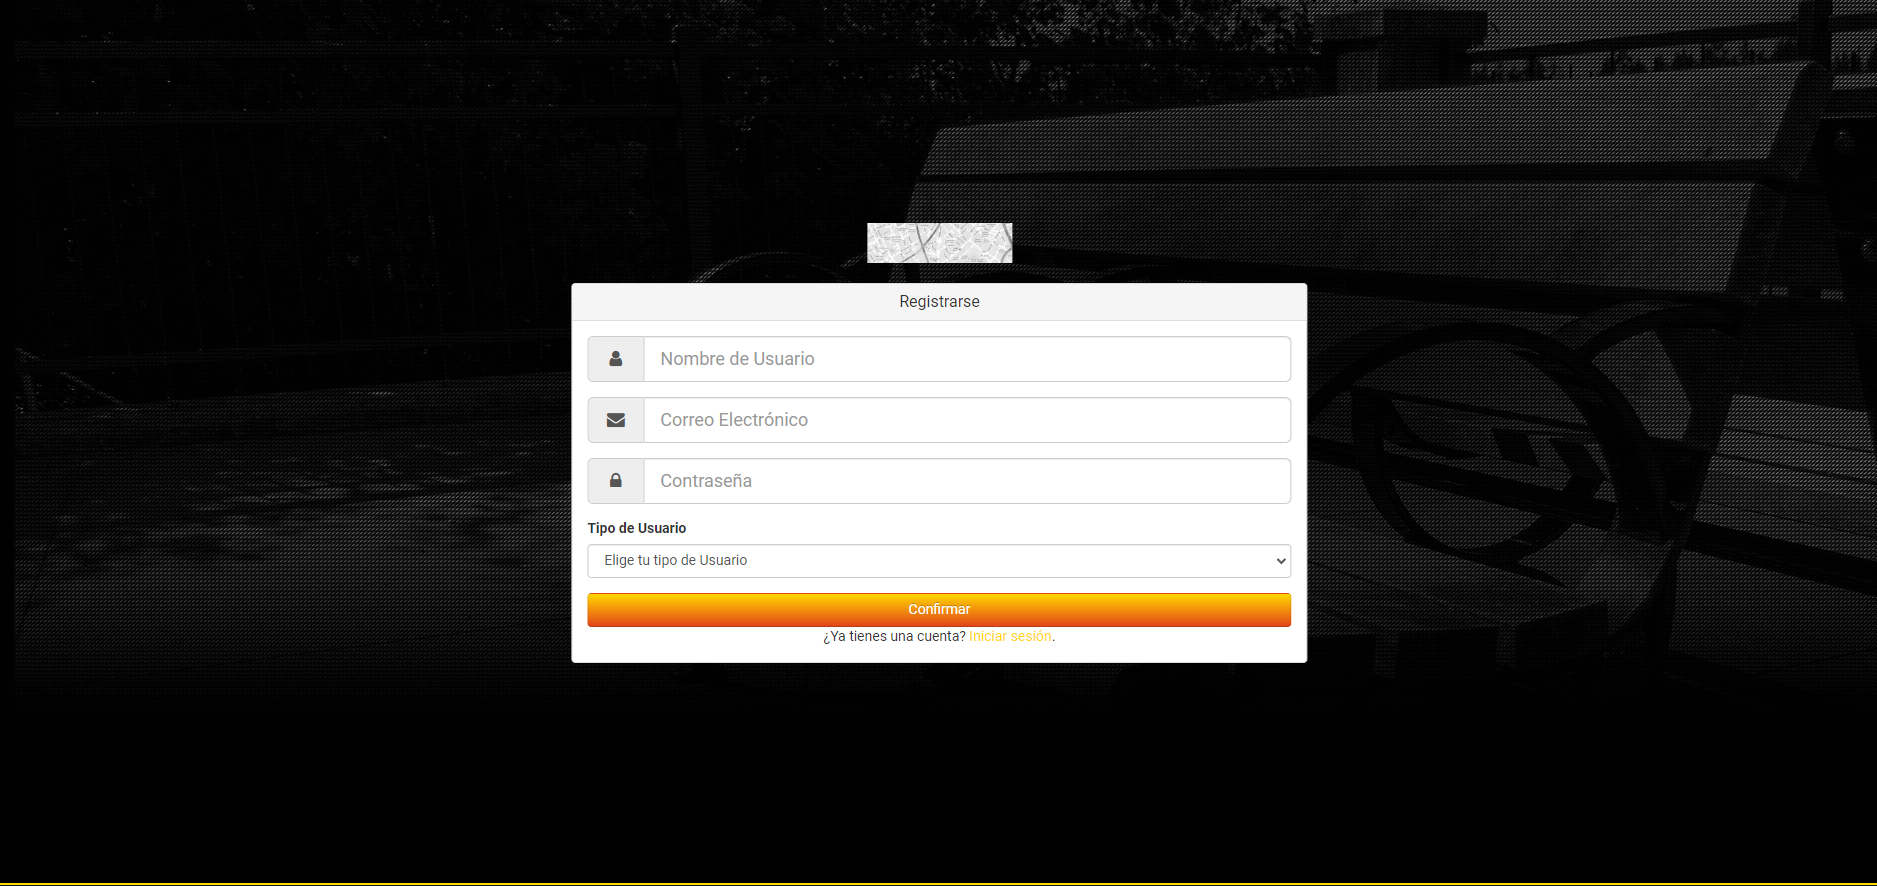 Registrarse
Nombre de Usuario
Correo Electrónico
Contraseña
Tipo de Usuario
Elige tu tipo de Usuario
Confirmar
¿Ya tienes una cuenta? Iniciar sesión.